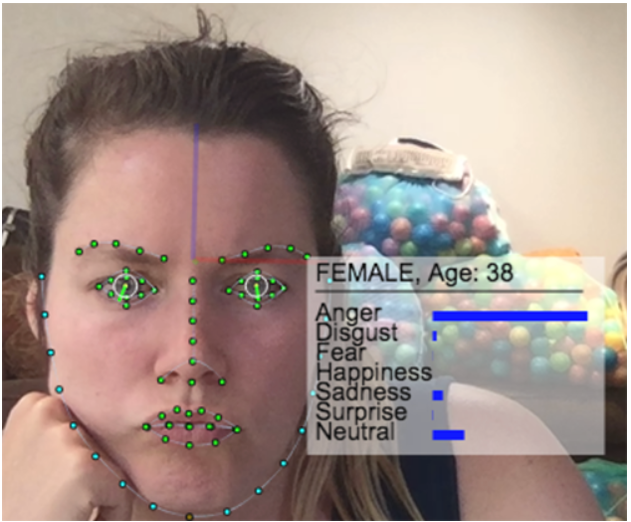 FEMALE, Age: 38
Anger
Disgust
Fear
Happiness
Sadness
Surprise
Neutral